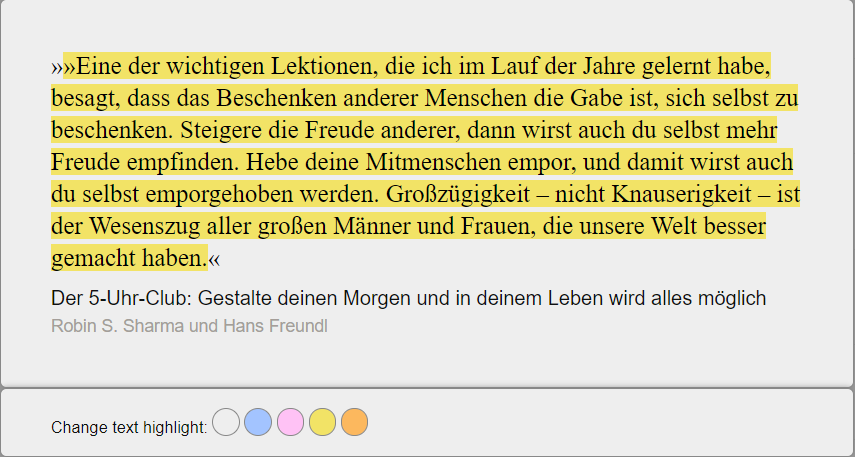 »»Eine der wichtigen Lektionen, die ich im Lauf der Jahre gelernt habe,
besagt, dass das Beschenken anderer Menschen die Gabe ist, sich selbst zu
beschenken. Steigere die Freude anderer, dann wirst auch du selbst mehr
Freude empfinden. Hebe deine Mitmenschen empor, und damit wirst auch
du selbst emporgehoben werden. Großzügigkeit – nicht Knauserigkeit – ist
der Wesenszug aller großen Männer und Frauen, die unsere Welt besser
gemacht haben.«
Der 5-Uhr-Club: Gestalte deinen Morgen und in deinem Leben wird alles möglich
Robin S. Sharma und Hans Freundl
Change text highlight: